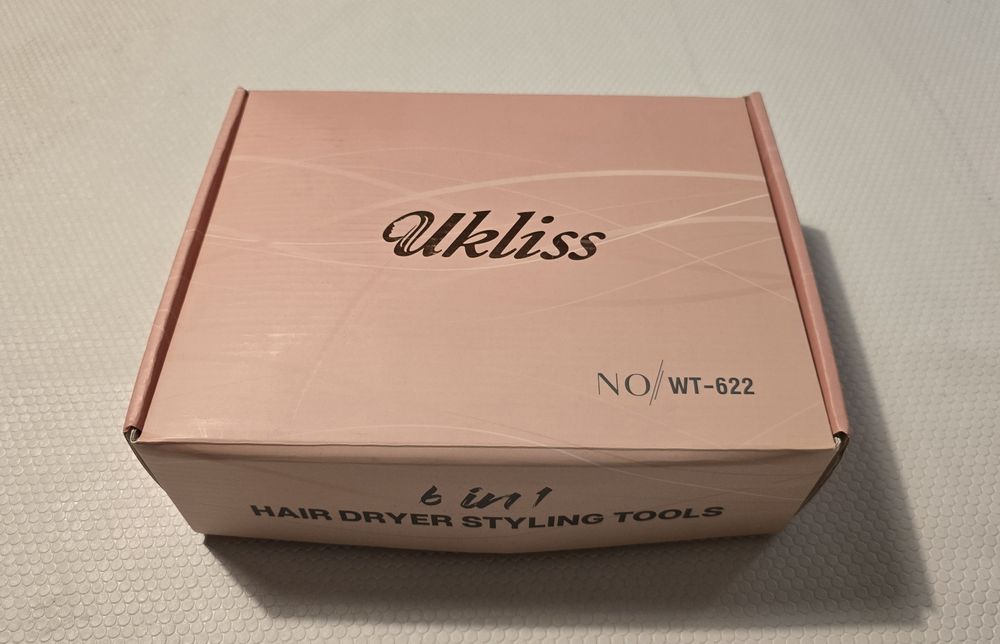 Ukliss
NO//WT-622
6 in 1
HAIR DRYER STYLING TOOLS